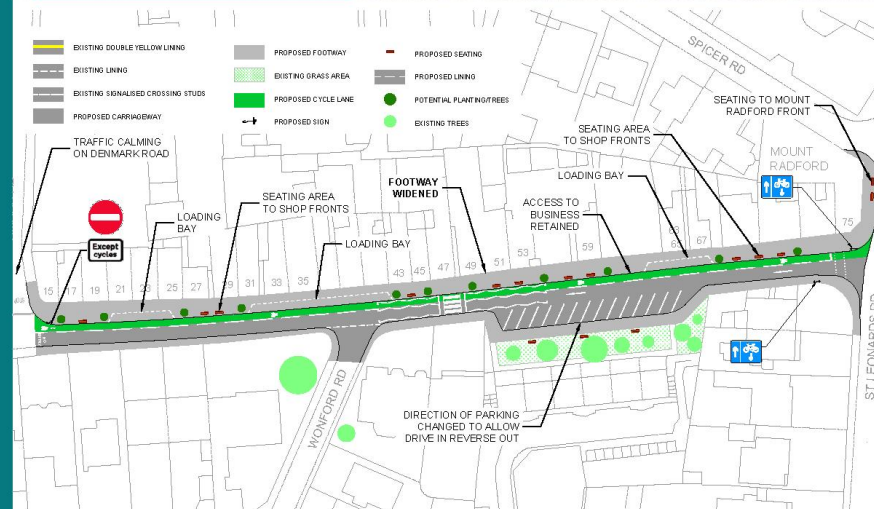 EXISTING DOUBLE YELLOW LINING
EXISTING LINING
EXISTING SIGNALISED CROSSING STUDS
PROPOSED CARRIAGEWAY
PROPOSED FOOTWAY
EXISTING GRASS AREA
PROPOSED CYCLE LANE
PROPOSED SIGN
PROPOSED SEATING
PROPOSED LINING
POTENTIAL PLANTING/TREES
EXISTING TREES
SPICER RD
SEATING TO MOUNT
RADFORD FRONT
TRAFFIC CALMING
ON DENMARK ROAD
SEATING AREA
TO SHOP FRONTS
MOUNT
RADFORD
LOADING BAY
FOOTWAY
WIDENED
SEATING AREA
TO SHOP FRONTS
ACCESS TO
BUSINESS
RETAINED
LOADING
BAY
LOADING BAY
Except
cycles
15
17
19
21
23
25
27
29
31
33
35
43
45
47
49
51
53
59
63
67
75
WONFORD RD
ST LEONARDS RD
DIRECTION OF PARKING
CHANGED TO ALLOW
DRIVE IN REVERSE OUT